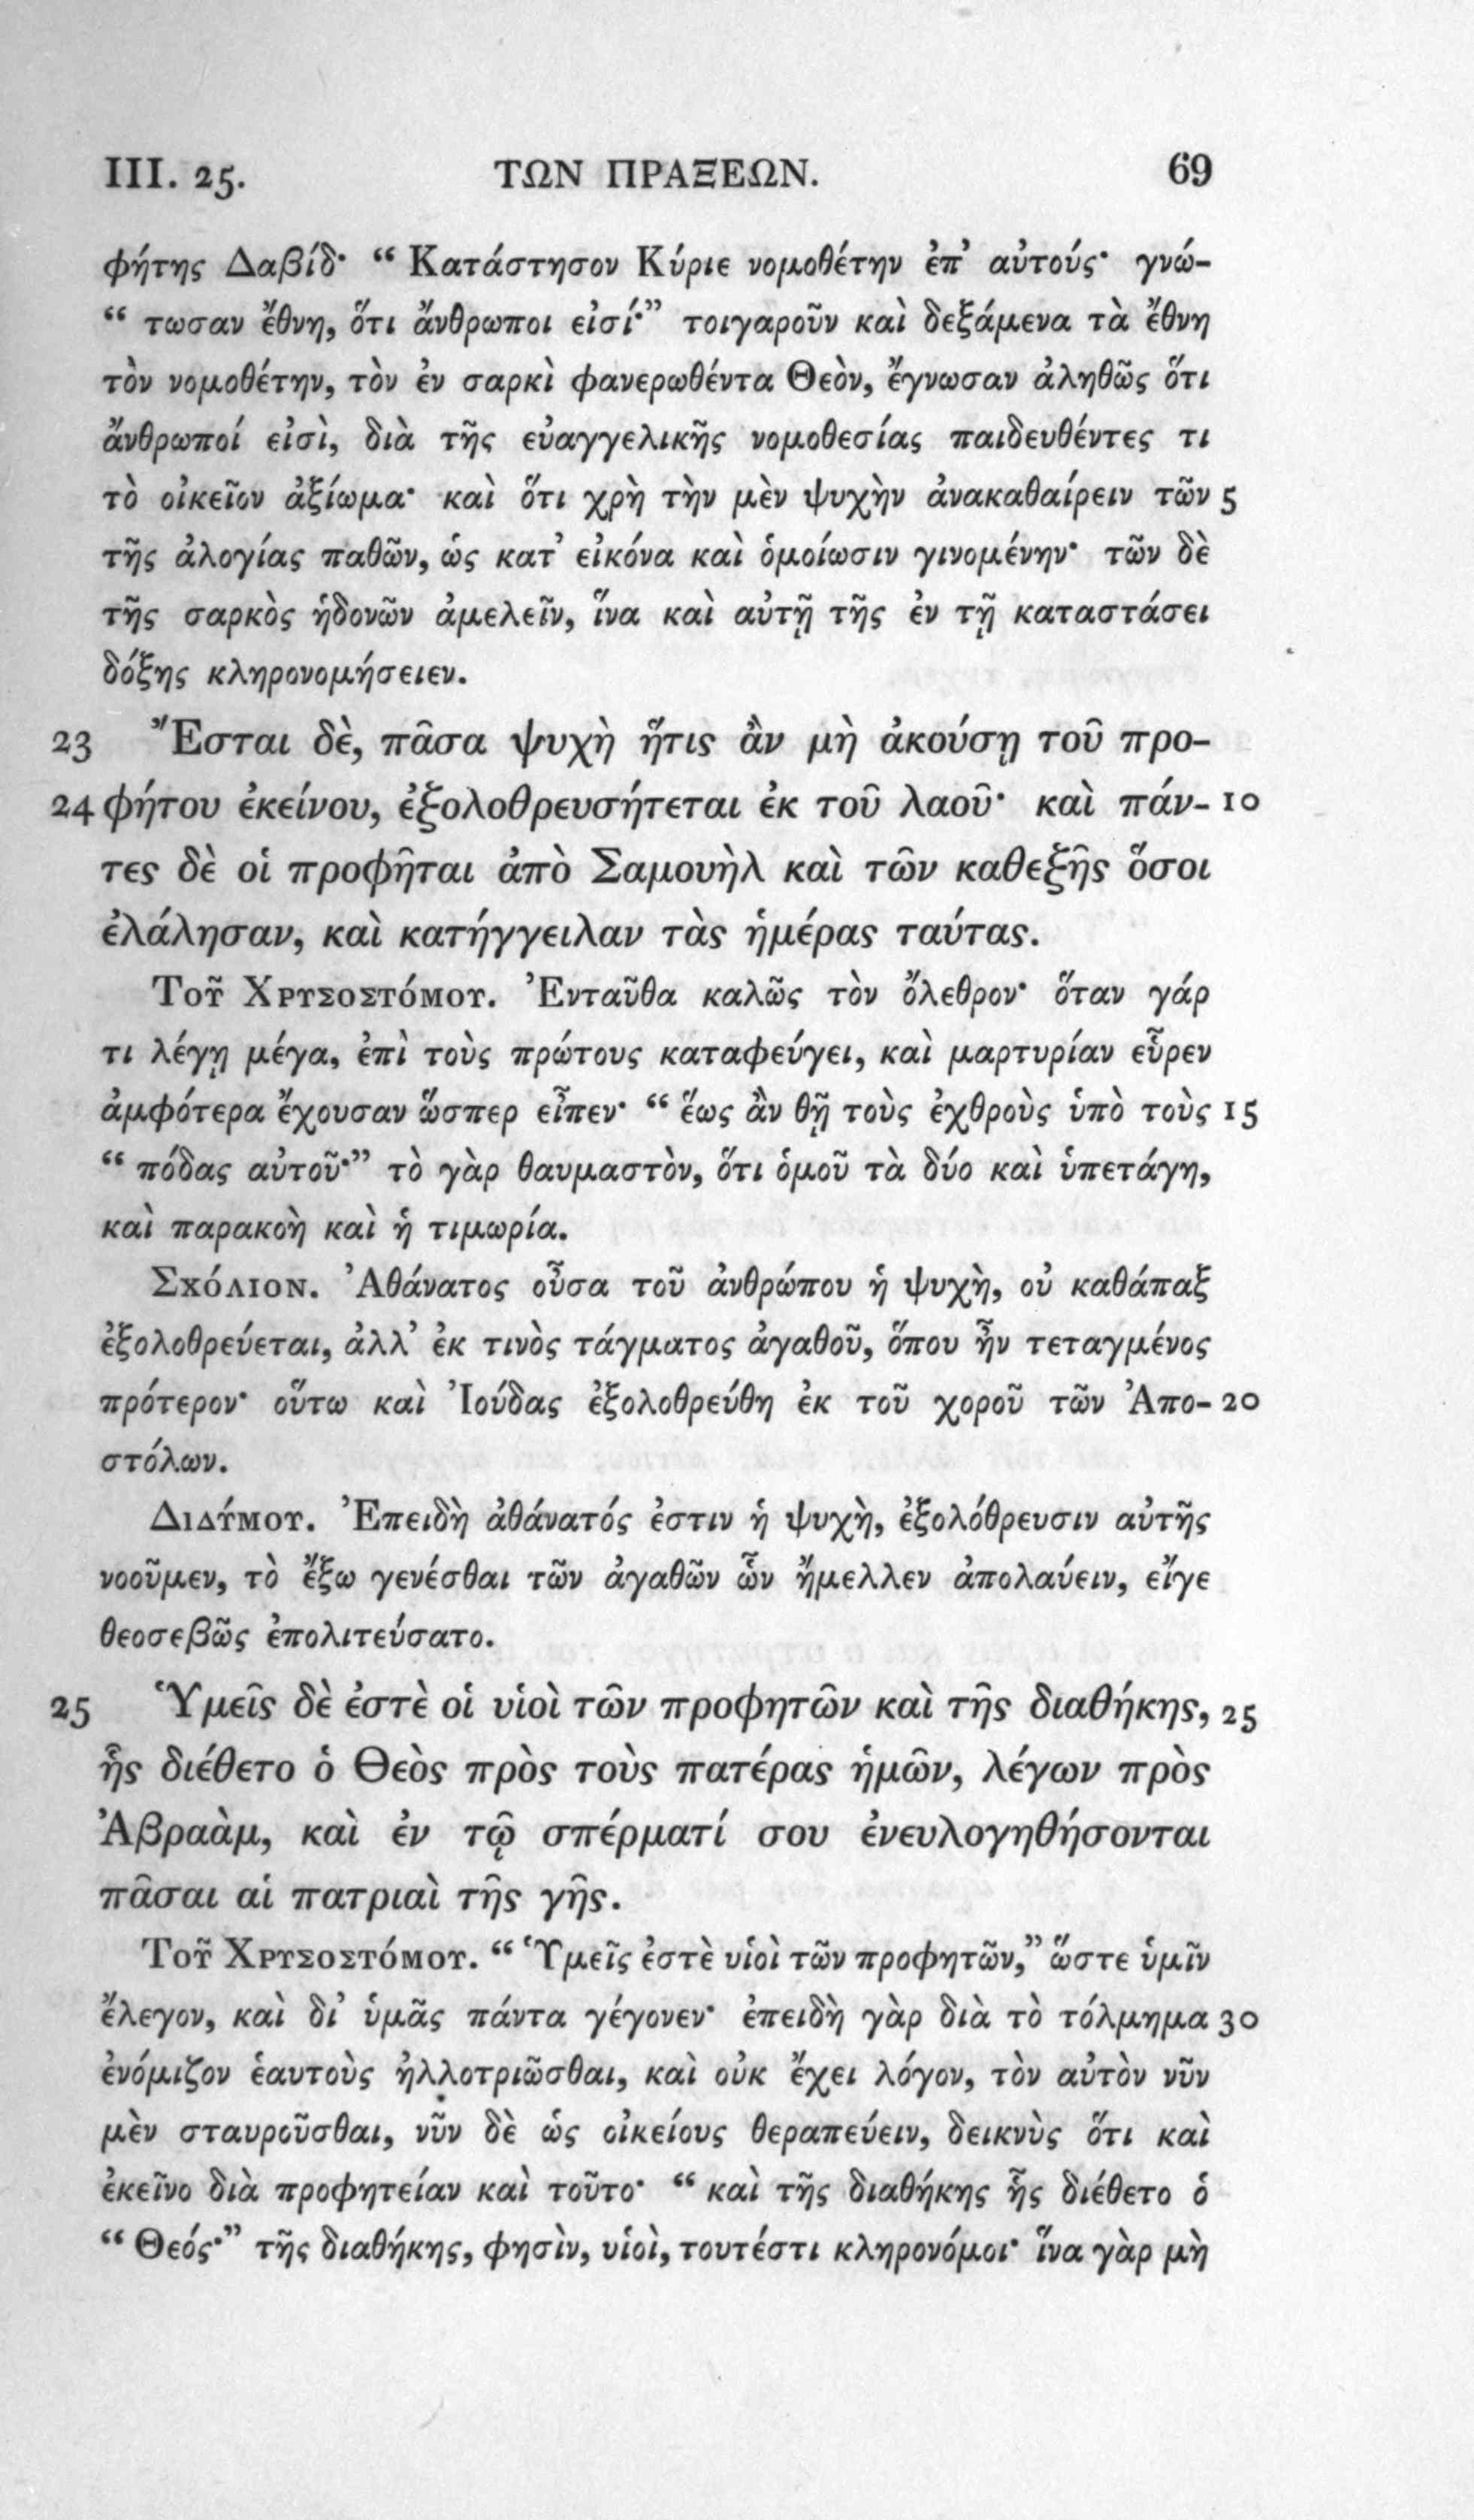 III. 25. ΤΩΝ ΠΡΑΞΕΩΝ. 69
φήτης Δαβίδ· “ Κατάστησον Κύριε νομοθέτην ἐπ’ αὐτούς· γνώ-
“ τωσαν ἔθνη, ὅτι ἄνθρωποι εἰσί·” τοιγαροῦν καὶ δεξάμενα τὰ ἔθνη
τὸν νομοθέτην, τὸν ἐν σαρκὶ φανερωθέντα Θεὸν, ἔγνωσαν ἀληθῶς ὅτι
ἄνθρωποί εἰσὶ, διὰ τῆς εὐαγγελικῆς νομοθεσίας παιδευθέντες τι
τὸ οἰκεῖον ἀξίωμα· καὶ ὅτι χρὴ τὴν μὲν ψυχὴν ἀνακαθαίρειν τῶν 5
τῆς ἀλογίας παθῶν, ὡς κατ’ εἰκόνα καὶ ὁμοίωσιν γινομένην· τῶν δὲ
τῆς σαρκὸς ἡδονῶν ἀμελεῖν, ἵνα καὶ αὐτῇ τῆς ἐν τῇ καταστάσει
δόξης κληρονομήσειεν.
23 Ἔσται δὲ, πᾶσα ψυχὴ ἥτις ἂν μὴ ἀκούσῃ τοῦ προ-
24 φήτου ἐκείνου, ἐξολοθρευσήτεται ἐκ τοῦ λαοῦ· καὶ πάν- 10
τες δὲ οἱ προφῆται ἀπὸ Σαμουὴλ καὶ τῶν καθεξῆς ὅσοι
ἐλάλησαν, καὶ κατήγγειλαν τὰς ἡμέρας ταύτας.
Τοῦ Χρυσοστόμου. Ἐνταῦθα καλῶς τὸν ὄλεθρον· ὅταν γάρ
τι λέγῃ μέγα, ἐπὶ τοὺς πρώτους καταφεύγει, καὶ μαρτυρίαν εὗρεν
ἀμφότερα ἔχουσαν ὥσπερ εἶπεν· “ ἕως ἂν θῇ τοὺς ἐχθροὺς ὑπὸ τοὺς 15
“ πόδας αὐτοῦ·” τὸ γὰρ θαυμαστὸν, ὅτι ὁμοῦ τὰ δύο καὶ ὑπετάγη,
καὶ παρακοὴ καὶ ἡ τιμωρία.
Σχόλιον. Ἀθάνατος οὖσα τοῦ ἀνθρώπου ἡ ψυχὴ, οὐ καθάπαξ
ἐξολοθρεύεται, ἀλλ’ ἐκ τινὸς τάγματος ἀγαθοῦ, ὅπου ἦν τεταγμένος
πρότερον· οὕτω καὶ Ἰούδας ἐξολοθρεύθη ἐκ τοῦ χοροῦ τῶν Ἀπο- 20
στόλων.
Διδύμου. Ἐπειδὴ ἀθάνατός ἐστιν ἡ ψυχὴ, ἐξολόθρευσιν αὐτῆς
νοοῦμεν, τὸ ἔξω γενέσθαι τῶν ἀγαθῶν ὧν ἤμελλεν ἀπολαύειν, εἴγε
θεοσεβῶς ἐπολιτεύσατο.
25 Ὑμεῖς δὲ ἐστὲ οἱ υἱοὶ τῶν προφητῶν καὶ τῆς διαθήκης, 25
ἧς διέθετο ὁ Θεὸς πρὸς τοὺς πατέρας ἡμῶν, λέγων πρὸς
Ἀβραὰμ, καὶ ἐν τῷ σπέρματί σου ἐνευλογηθήσονται
πᾶσαι αἱ πατριαὶ τῆς γῆς.
Τοῦ Χρυσοστόμου. “ Ὑμεῖς ἐστὲ υἱοὶ τῶν προφητῶν,” ὥστε ὑμῖν
ἔλεγον, καὶ δι’ ὑμᾶς πάντα γέγονεν· ἐπειδὴ γὰρ διὰ τὸ τόλμημα 30
ἐνόμιζον ἑαυτοὺς ἠλλοτριῶσθαι, καὶ οὐκ ἔχει λόγον, τὸν αὐτὸν νῦν
μὲν σταυροῦσθαι, νῦν δὲ ὡς οἰκείους θεραπεύειν, δεικνὺς ὅτι καὶ
ἐκεῖνο διὰ προφητείαν καὶ τοῦτο· “ καὶ τῆς διαθήκης ἧς διέθετο ὁ
“ Θεός·” τῆς διαθήκης, φησὶν, υἱοὶ, τουτέστι κληρονόμοι· ἵνα γὰρ μὴ